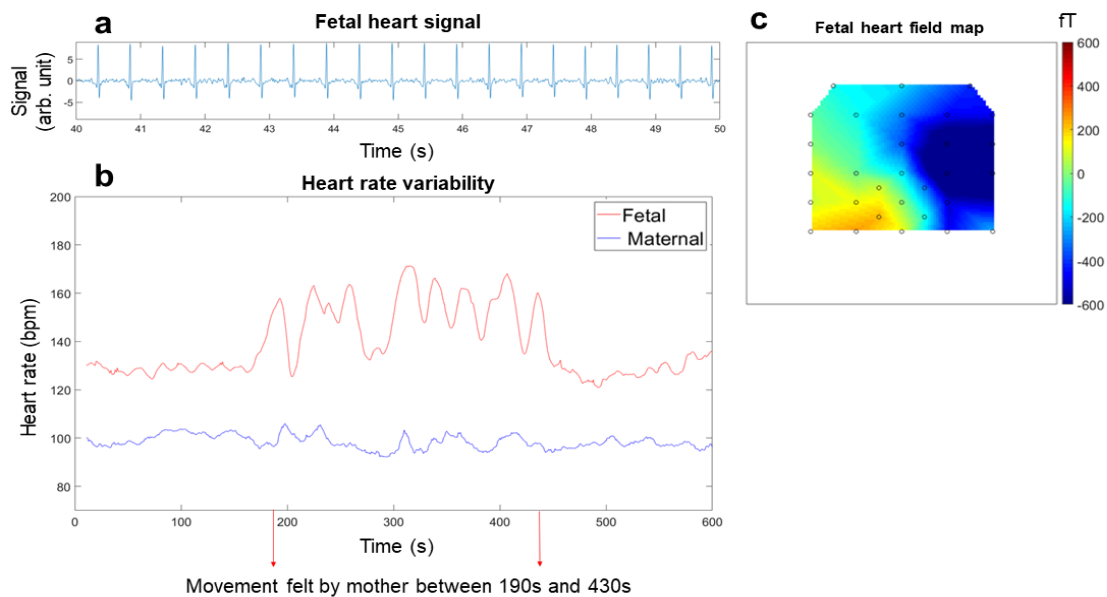 a
Fetal heart signal
Signal
(arb. unit)
5
0
-5
40 41 42 43 44 45 46 47 48 49 50
Time (s)
b
Heart rate variability
Heart rate (bpm)
200
180
160
140
120
100
80
Fetal
Maternal
0 100 200 300 400 500 600
Time (s)
Movement felt by mother between 190s and 430s
c
Fetal heart field map
fT
600
400
200
0
-200
-400
-600